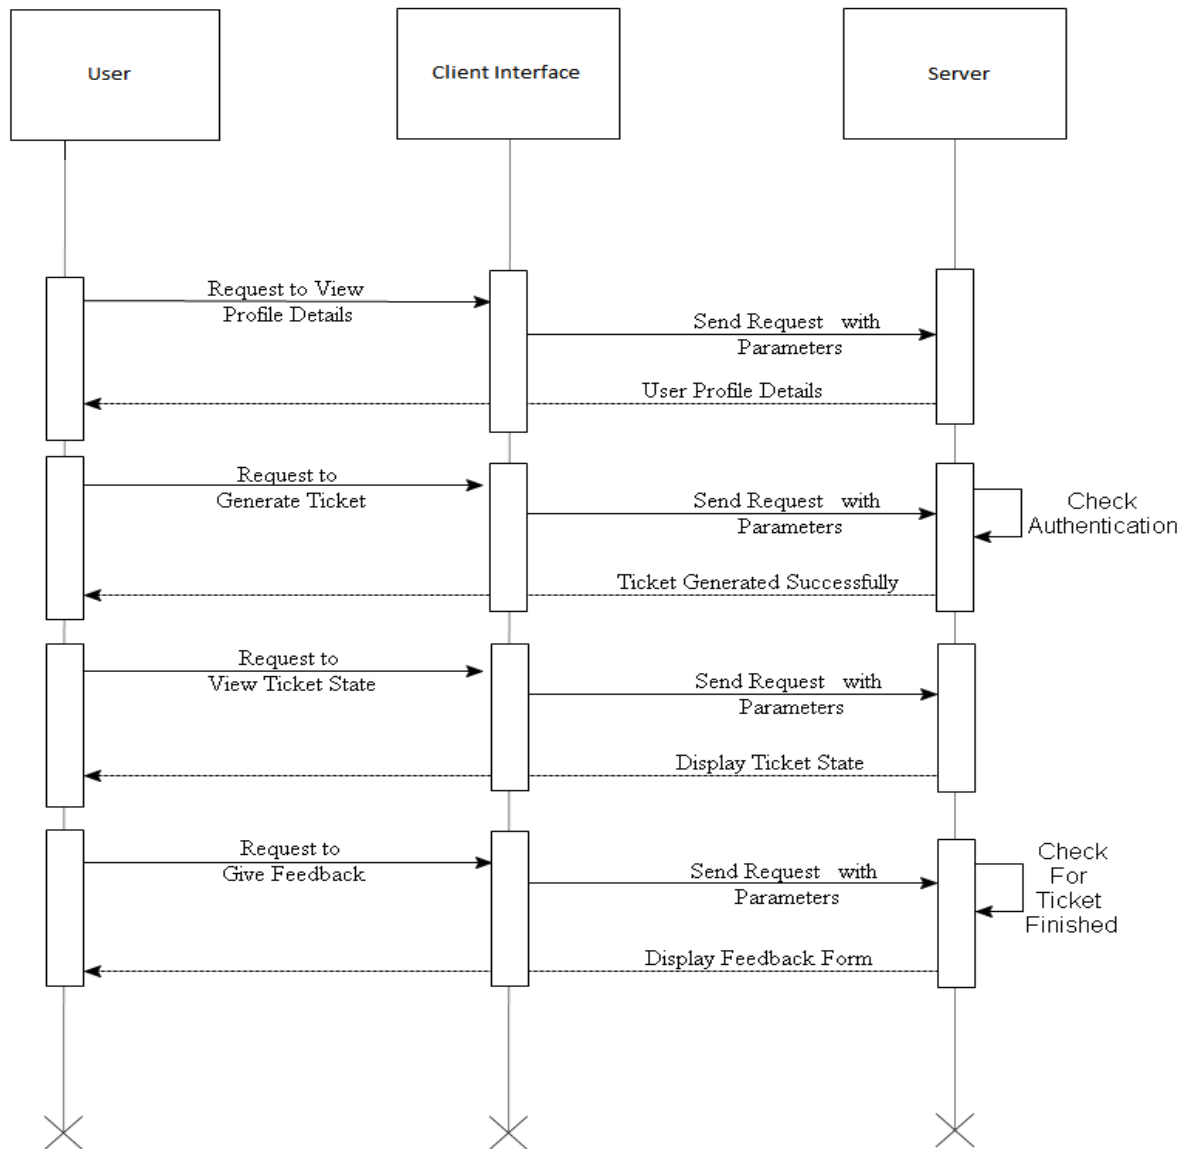 User
Client Interface
Server
Request to View
Profile Details
Send Request with
Parameters
User Profile Details
Request to
Generate Ticket
Send Request with
Parameters
Check
Authentication
Ticket Generated Successfully
Request to
View Ticket State
Send Request with
Parameters
Display Ticket State
Request to
Give Feedback
Send Request with
Parameters
Check
For
Ticket
Finished
Display Feedback Form